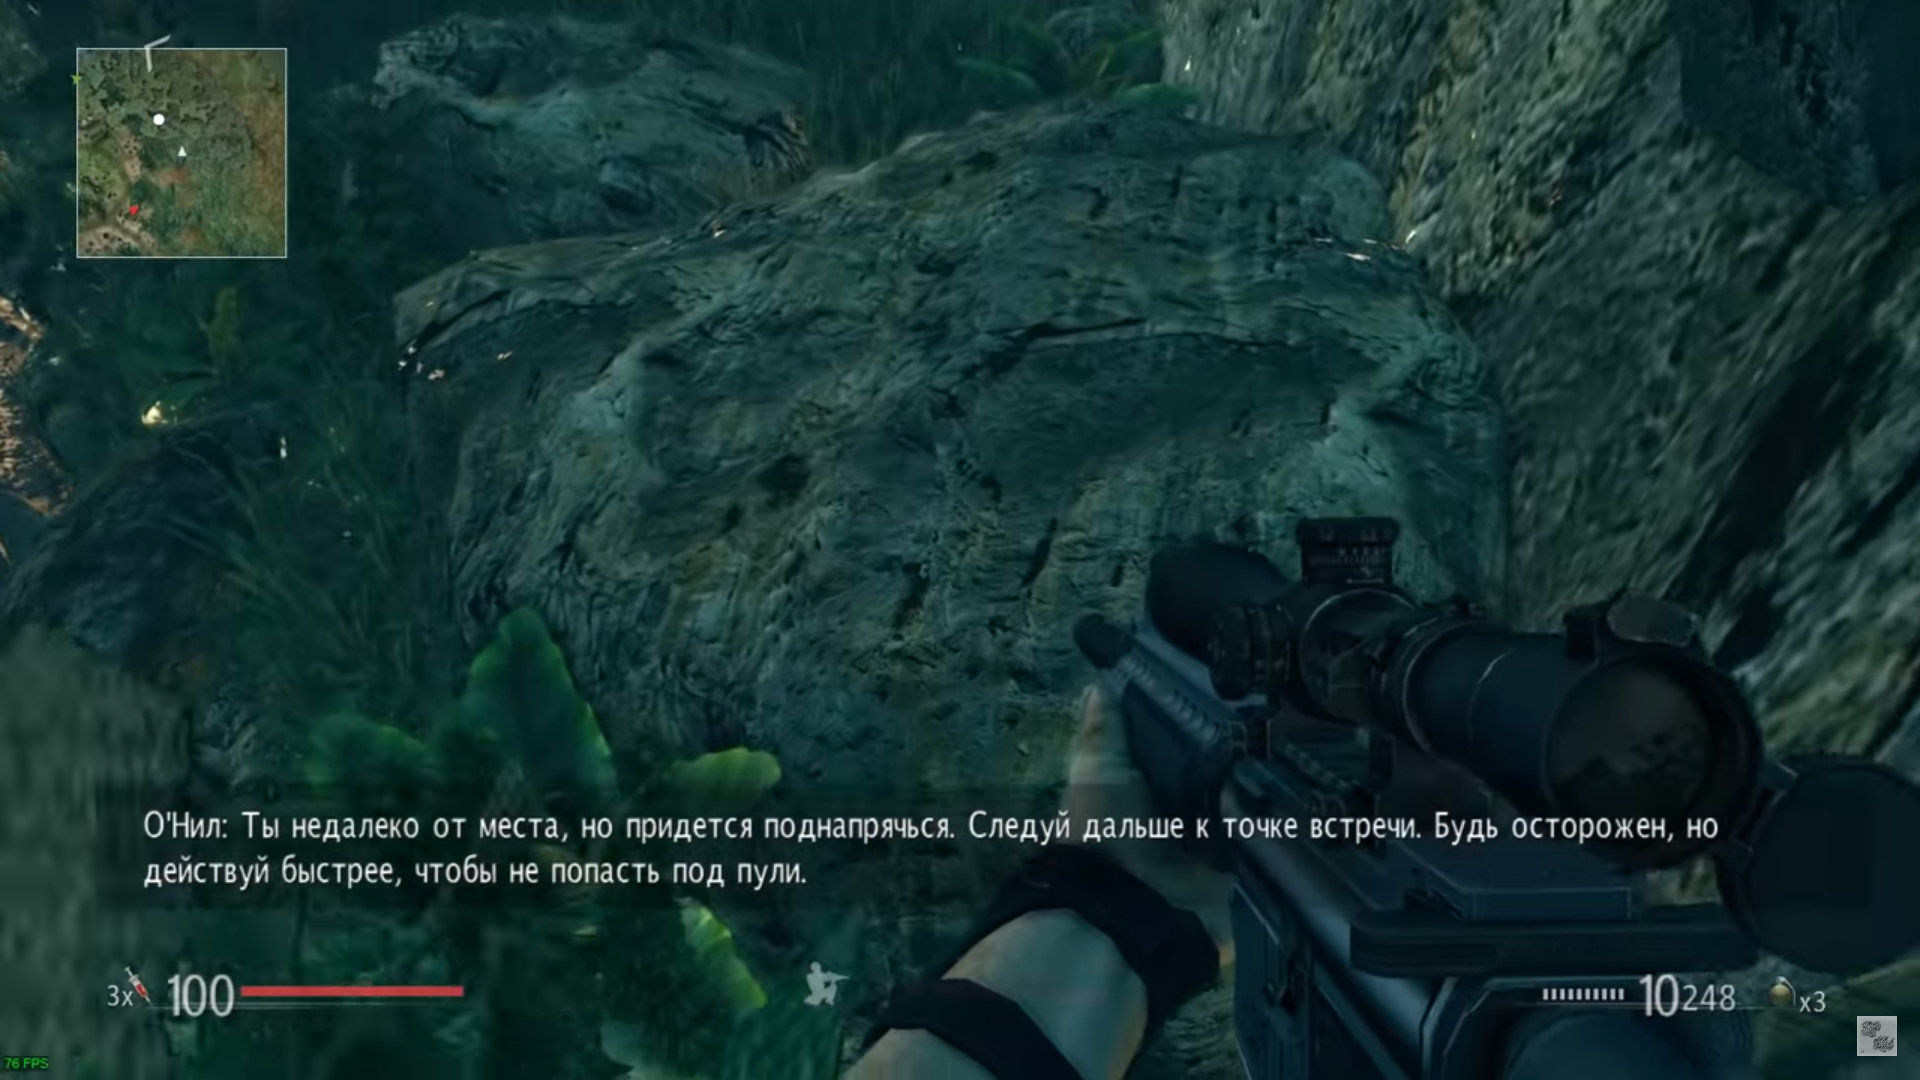 О'Нил: Ты недалеко от места, но придется поднапрячься. Следуй дальше к точке встречи. Будь осторожен, но
действуй быстрее, чтобы не попасть под пули.
3x 100
10 248 x3
76 FPS